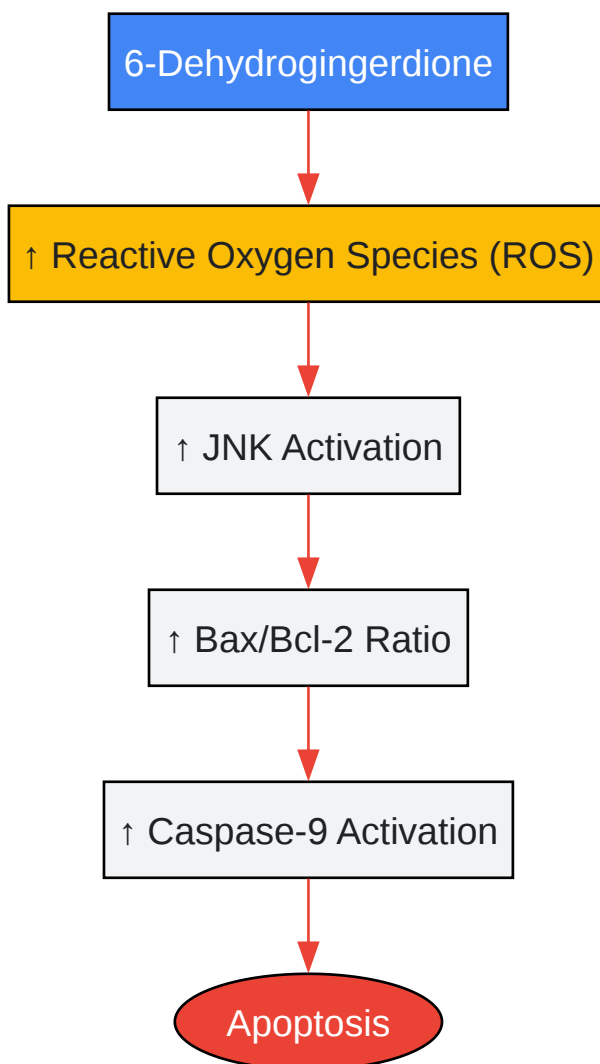 6-Dehydrogingerdione
↑ Reactive Oxygen Species (ROS)
↑ JNK Activation
↑ Bax/Bcl-2 Ratio
↑ Caspase-9 Activation
Apoptosis